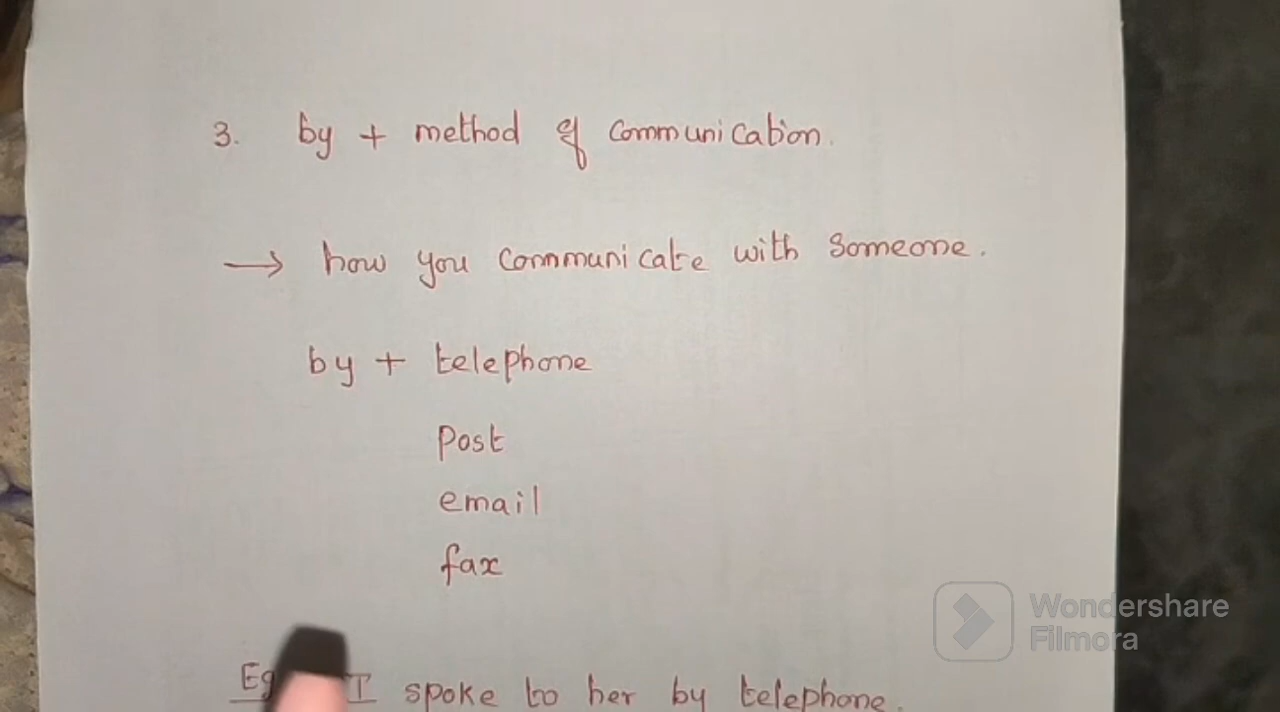 3. by + method of communication.
→ how you communicate with someone.
by + telephone
post
email
fax
Eg I spoke to her by telephone.
Wondershare
Filmora